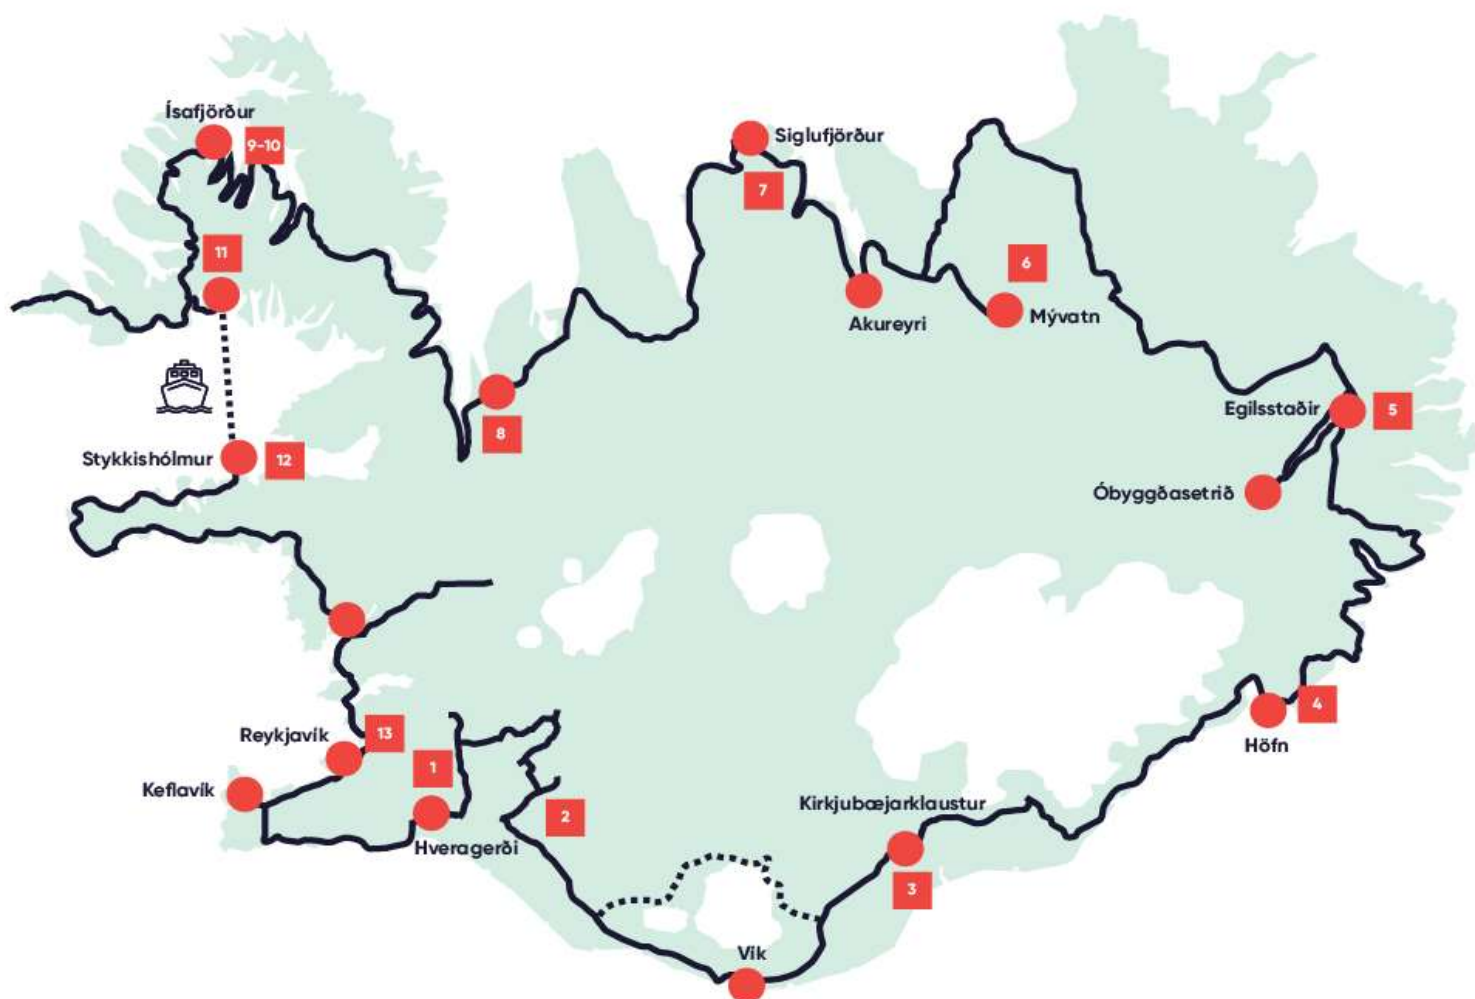 Ísafjörður
9-10
Siglufjörður
7
11
6
Akureyri
Mývatn
8
Egilsstaðir
5
Stykkishólmur
12
Óbyggðasetrið
Reykjavík
13
4
Höfn
1
Keflavík
Kirkjubæjarklaustur
2
Hveragerði
3
Vík